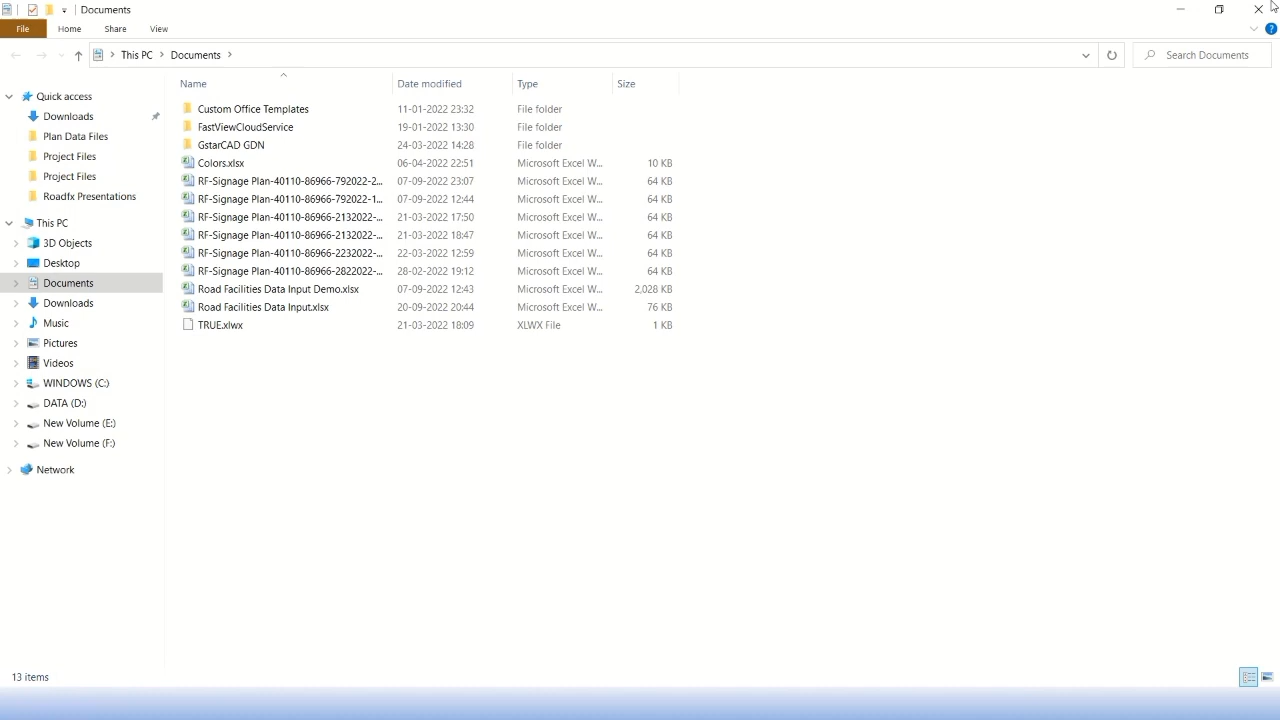 Documents
File Home Share View
This PC Documents
Search Documents
Name Date modified Type Size
Quick access
Downloads
Plan Data Files
Project Files
Project Files
Roadfx Presentations
This PC
3D Objects
Desktop
Documents
Downloads
Music
Pictures
Videos
WINDOWS (C:)
DATA (D:)
New Volume (E:)
New Volume (F:)
Network
Custom Office Templates 11-01-2022 23:32 File folder
FastViewCloudService 19-01-2022 13:30 File folder
GstarCAD GDN 24-03-2022 14:28 File folder
Colors.xlsx 06-04-2022 22:51 Microsoft Excel W... 10 KB
RF-Signage Plan-40110-86966-792022-2... 07-09-2022 23:07 Microsoft Excel W... 64 KB
RF-Signage Plan-40110-86966-792022-1... 07-09-2022 12:44 Microsoft Excel W... 64 KB
RF-Signage Plan-40110-86966-2132022-... 21-03-2022 17:50 Microsoft Excel W... 64 KB
RF-Signage Plan-40110-86966-2132022-... 21-03-2022 18:47 Microsoft Excel W... 64 KB
RF-Signage Plan-40110-86966-2232022-... 22-03-2022 12:59 Microsoft Excel W... 64 KB
RF-Signage Plan-40110-86966-2822022-... 28-02-2022 19:12 Microsoft Excel W... 64 KB
Road Facilities Data Input Demo.xlsx 07-09-2022 12:43 Microsoft Excel W... 2,028 KB
Road Facilities Data Input.xlsx 20-09-2022 20:44 Microsoft Excel W... 76 KB
TRUE.xlwx 21-03-2022 18:09 XLWX File 1 KB
13 items